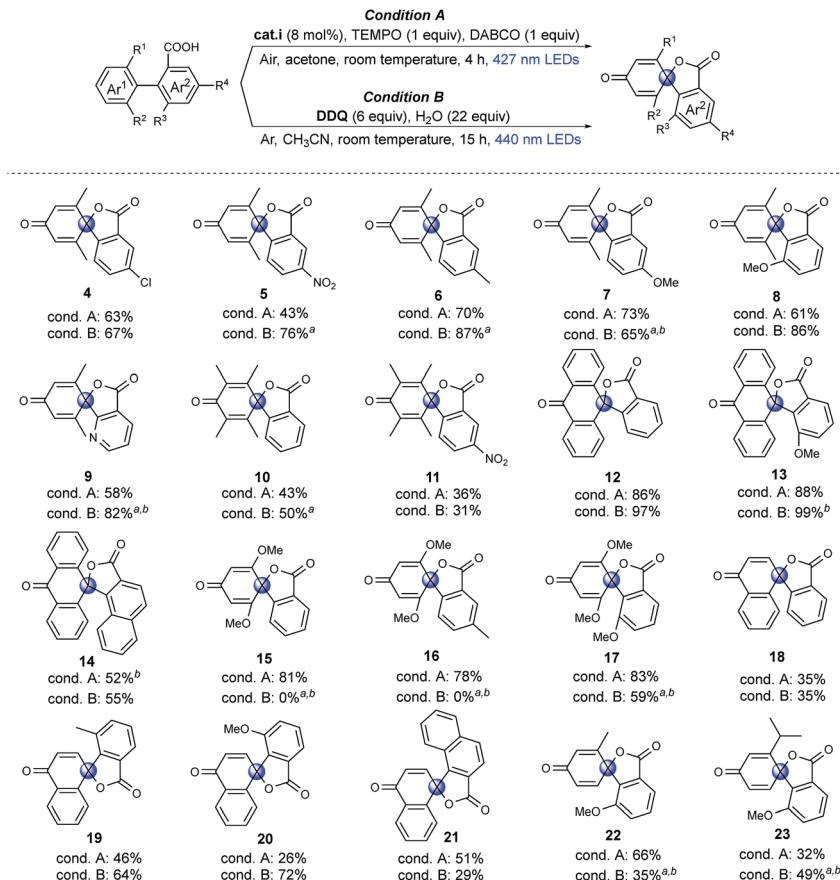 Condition A
cat.i (8 mol%), TEMPO (1 equiv), DABCO (1 equiv)
Air, acetone, room temperature, 4 h, 427 nm LEDs
Condition B
DDQ (6 equiv), H2O (22 equiv)
Ar, CH3CN, room temperature, 15 h, 440 nm LEDs
R1 COOH
Ar1 Ar2 R4
R2 R3
R1 O O
O
R2 Ar2
R3 R4
O O O Cl
O O O NO2
O O O
O O O OMe
O O O MeO
4 5 6 7 8
cond. A: 63% cond. A: 43% cond. A: 70% cond. A: 73% cond. A: 61%
cond. B: 67% cond. B: 76%a cond. B: 87%a cond. B: 65%a,b cond. B: 86%
O O O N
O O O
O O O NO2
O O O
O O O OMe
9 10 11 12 13
cond. A: 58% cond. A: 43% cond. A: 36% cond. A: 86% cond. A: 88%
cond. B: 82%a,b cond. B: 50%a cond. B: 31% cond. B: 97% cond. B: 99%b
O O O
OMe O O O MeO
OMe O O O MeO
OMe O O O MeO MeO
O O O
14 15 16 17 18
cond. A: 52%b cond. A: 81% cond. A: 78% cond. A: 83% cond. A: 35%
cond. B: 55% cond. B: 0%a,b cond. B: 0%a,b cond. B: 59%a,b cond. B: 35%
O O O
MeO O O O
O O O
O O O MeO
O O O MeO
19 20 21 22 23
cond. A: 46% cond. A: 26% cond. A: 51% cond. A: 66% cond. A: 32%
cond. B: 64% cond. B: 72% cond. B: 29% cond. B: 35%a,b cond. B: 49%a,b